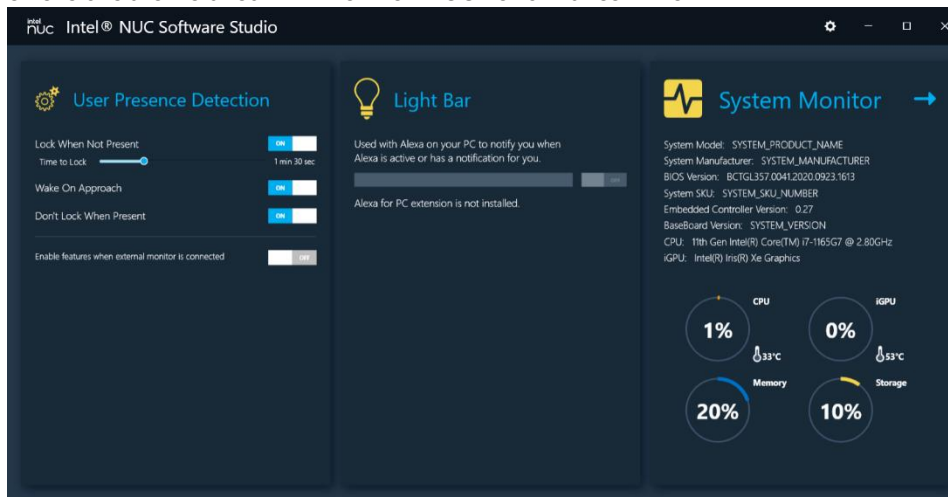 intel
nuc Intel® NUC Software Studio
User Presence Detection
Lock When Not Present ON
Time to Lock 1 min 30 sec
Wake On Approach ON
Don't Lock When Present ON
Enable features when external monitor is connected OFF
Light Bar
Used with Alexa on your PC to notify you when
Alexa is active or has a notification for you.
OFF
Alexa for PC extension is not installed.
System Monitor
System Model: SYSTEM_PRODUCT_NAME
System Manufacturer: SYSTEM_MANUFACTURER
BIOS Version: BCTGL357.0041.2020.0923.1613
System SKU: SYSTEM_SKU_NUMBER
Embedded Controller Version: 0.27
BaseBoard Version: SYSTEM_VERSION
CPU: 11th Gen Intel(R) Core(TM) i7-1165G7 @ 2.80GHz
iGPU: Intel(R) Iris(R) Xe Graphics
CPU
1%
33°C
iGPU
0%
53°C
Memory
20%
Storage
10%